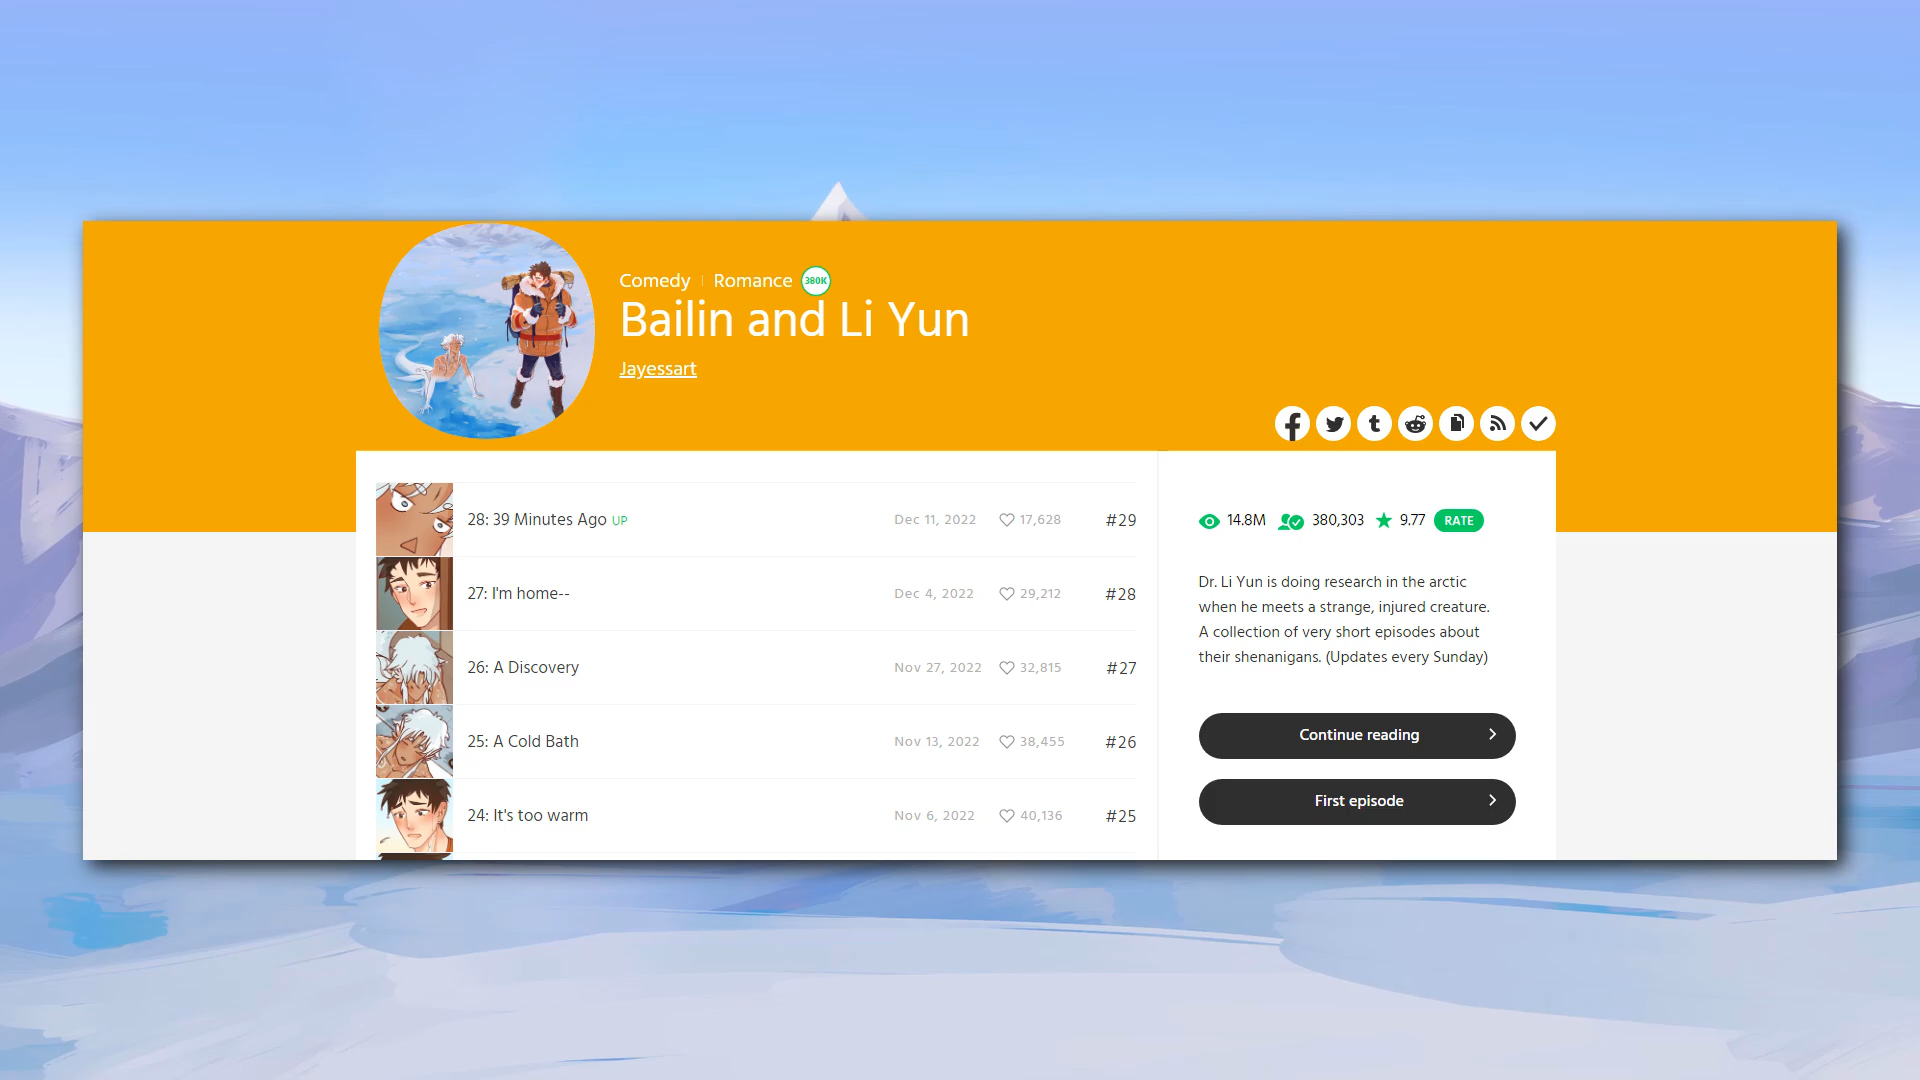 Comedy | Romance 380K
Bailin and Li Yun
Jayessart
28: 39 Minutes Ago UP Dec 11, 2022 17,628 #29
27: I'm home-- Dec 4, 2022 29,212 #28
26: A Discovery Nov 27, 2022 32,815 #27
25: A Cold Bath Nov 13, 2022 38,455 #26
24: It's too warm Nov 6, 2022 40,136 #25
14.8M 380,303 9.77 RATE
Dr. Li Yun is doing research in the arctic
when he meets a strange, injured creature.
A collection of very short episodes about
their shenanigans. (Updates every Sunday)
Continue reading
First episode